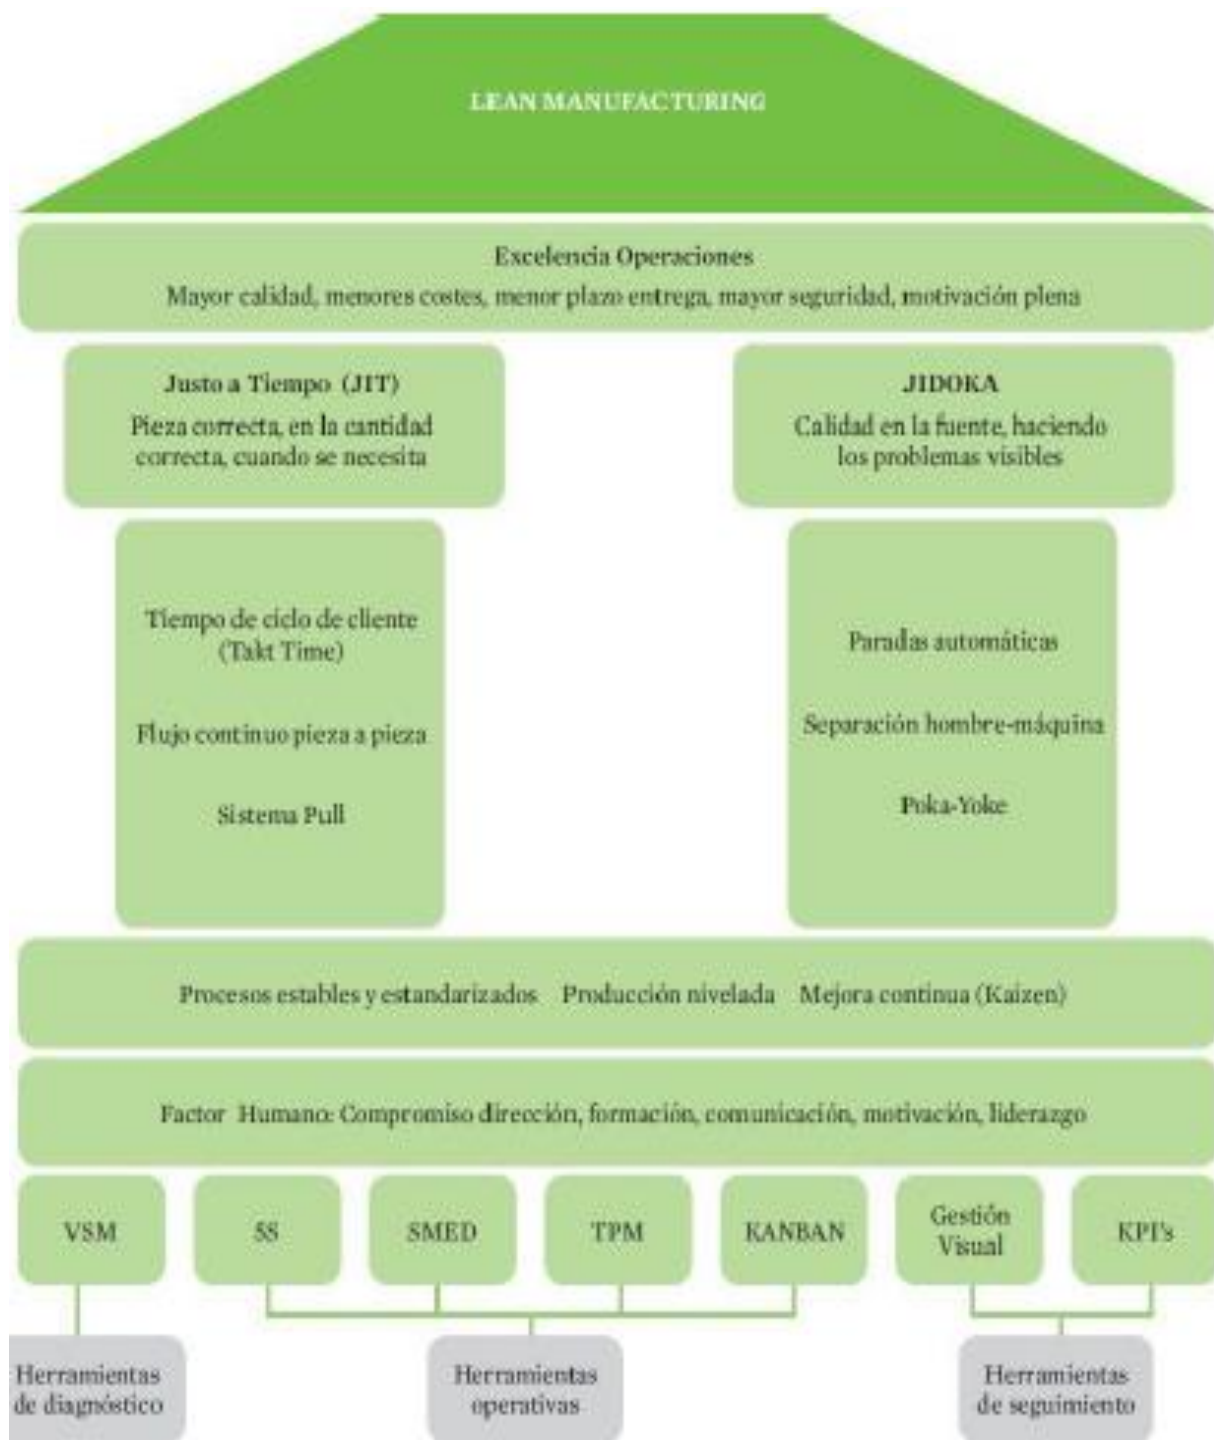 LEAN MANUFACTURING
Excelencia Operaciones
Mayor calidad, menores costes, menor plazo entrega, mayor seguridad, motivación plena
Justo a Tiempo (JIT)
Pieza correcta, en la cantidad
correcta, cuando se necesita
JIDOKA
Calidad en la fuente, haciendo
los problemas visibles
Tiempo de ciclo de cliente
(Takt Time)
Flujo continuo pieza a pieza
Sistema Pull
Paradas automáticas
Separación hombre-máquina
Poka-Yoke
Procesos estables y estandarizados Producción nivelada Mejora continua (Kaizen)
Factor Humano: Compromiso dirección, formación, comunicación, motivación, liderazgo
VSM
5S
SMED
TPM
KANBAN
Gestión
Visual
KPI's
Herramientas
de diagnóstico
Herramientas
operativas
Herramientas
de seguimiento